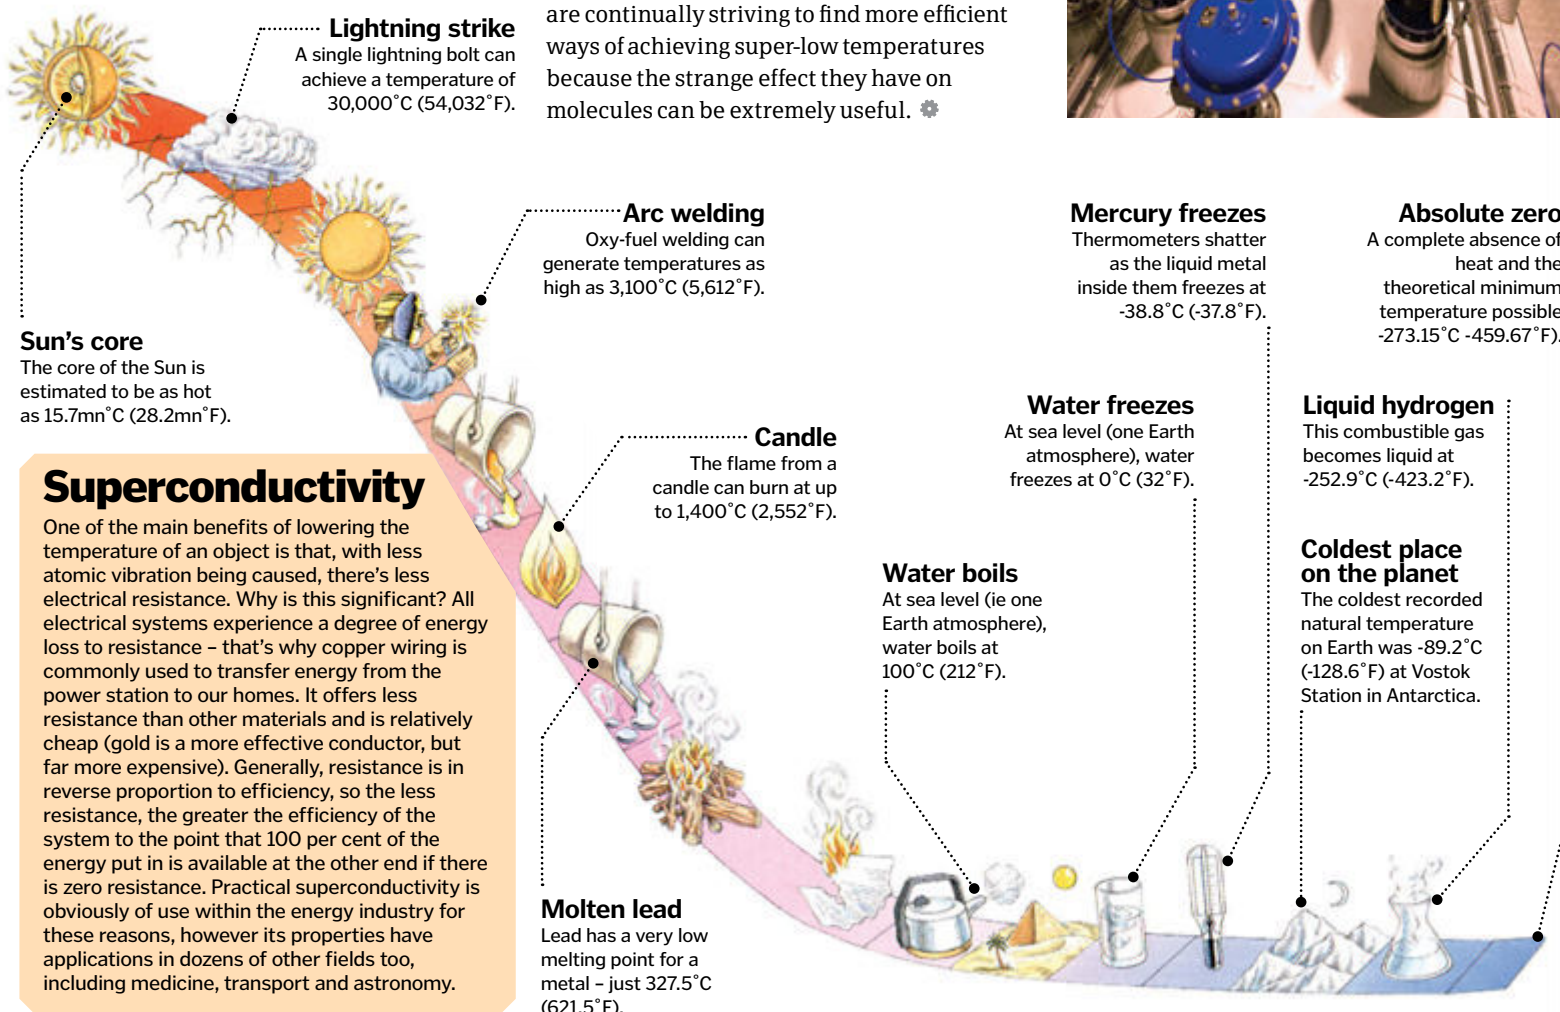 are continually striving to find more efficient
ways of achieving super-low temperatures
because the strange effect they have on
molecules can be extremely useful.
Lightning strike
A single lightning bolt can
achieve a temperature of
30,000˚C (54,032˚F).
Arc welding
Oxy-fuel welding can
generate temperatures as
high as 3,100˚C (5,612˚F).
Mercury freezes
Thermometers shatter
as the liquid metal
inside them freezes at
-38.8˚C (-37.8˚F).
Absolute zero
A complete absence of
heat and the
theoretical minimum
temperature possible
-273.15˚C -459.67˚F).
Sun's core
The core of the Sun is
estimated to be as hot
as 15.7mn˚C (28.2mn˚F).
Candle
The flame from a
candle can burn at up
to 1,400˚C (2,552˚F).
Water freezes
At sea level (one Earth
atmosphere), water
freezes at 0˚C (32˚F).
Liquid hydrogen
This combustible gas
becomes liquid at
-252.9˚C (-423.2˚F).
Water boils
At sea level (ie one
Earth atmosphere),
water boils at
100˚C (212˚F).
Coldest place
on the planet
The coldest recorded
natural temperature
on Earth was -89.2˚C
(-128.6˚F) at Vostok
Station in Antarctica.
Superconductivity
One of the main benefits of lowering the
temperature of an object is that, with less
atomic vibration being caused, there's less
electrical resistance. Why is this significant? All
electrical systems experience a degree of energy
loss to resistance – that's why copper wiring is
commonly used to transfer energy from the
power station to our homes. It offers less
resistance than other materials and is relatively
cheap (gold is a more effective conductor, but
far more expensive). Generally, resistance is in
reverse proportion to efficiency, so the less
resistance, the greater the efficiency of the
system to the point that 100 per cent of the
energy put in is available at the other end if there
is zero resistance. Practical superconductivity is
obviously of use within the energy industry for
these reasons, however its properties have
applications in dozens of other fields too,
including medicine, transport and astronomy.
Molten lead
Lead has a very low
melting point for a
metal – just 327.5˚C
(621.5˚F).